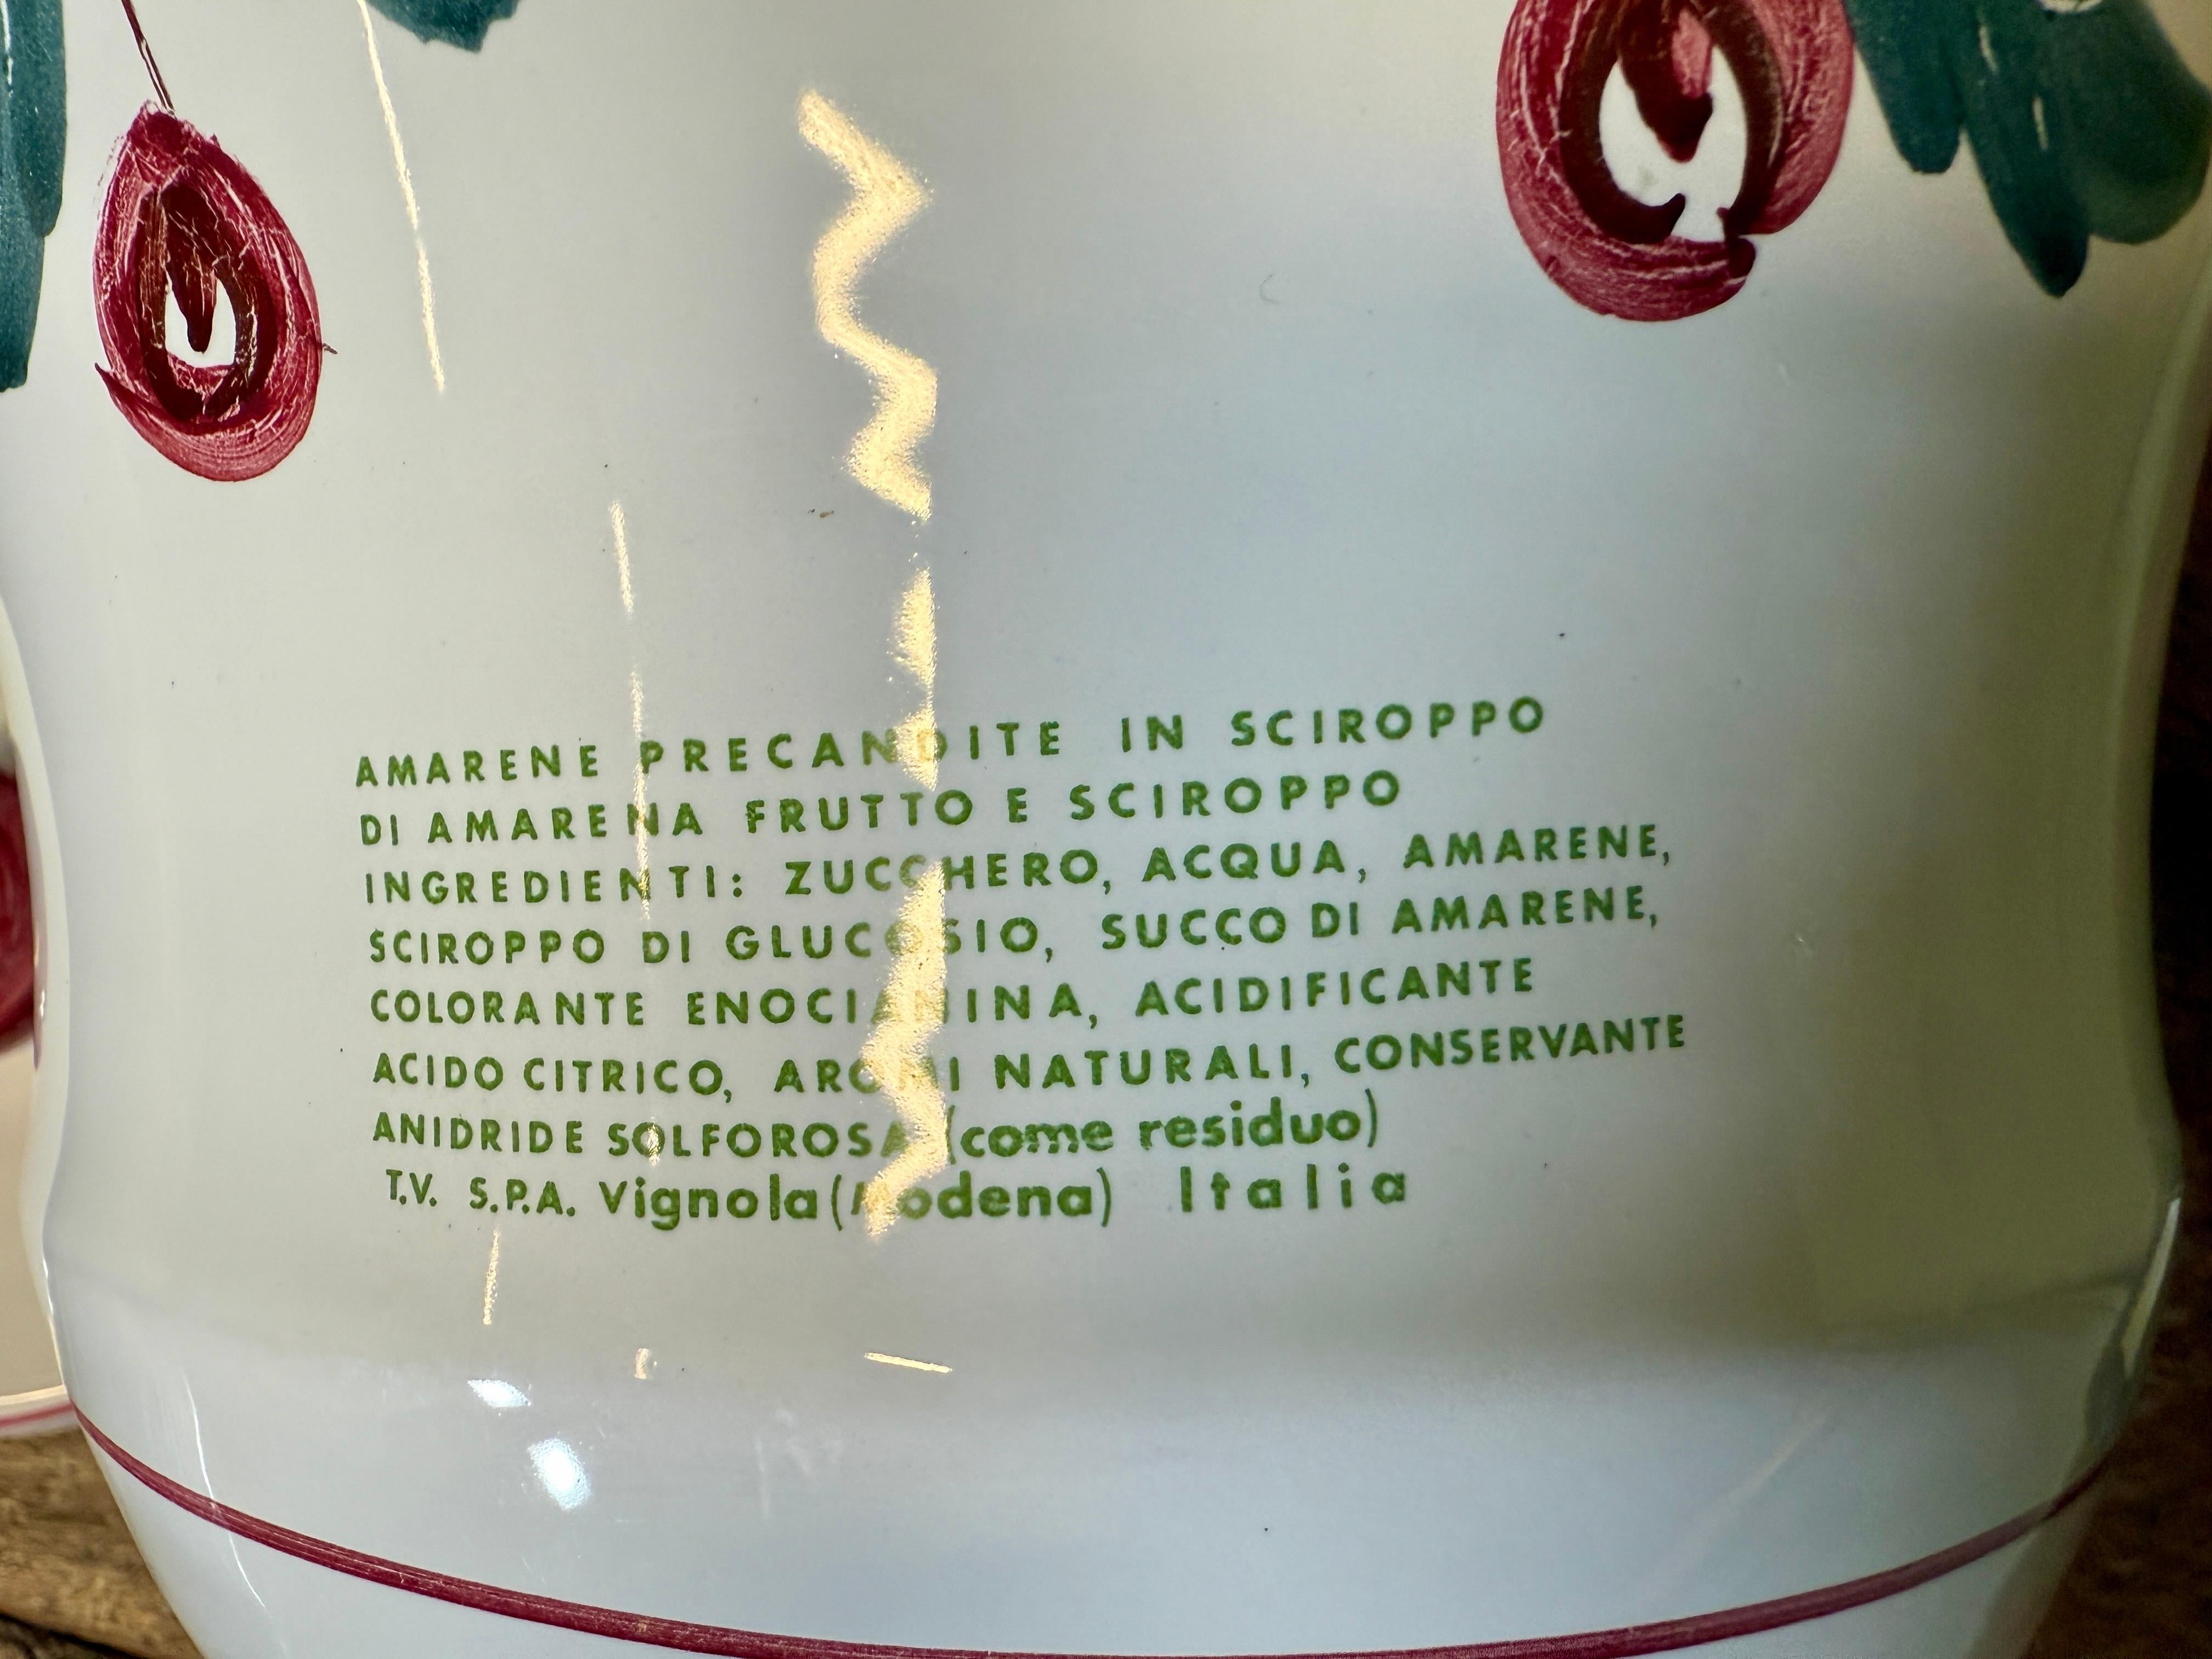 AMARENE PRECANDITE IN SCIROPPO
DI AMARENA FRUTTO E SCIROPPO
INGREDIENTI: ZUCCHERO, ACQUA, AMARENE,
SCIROPPO DI GLUCOSIO, SUCCO DI AMARENE,
COLORANTE ENOCIANINA, ACIDIFICANTE
ACIDO CITRICO, AROMI NATURALI, CONSERVANTE
ANIDRIDE SOLFOROSA (come residuo)
T.V. S.P.A. Vignola (Modena) Italia